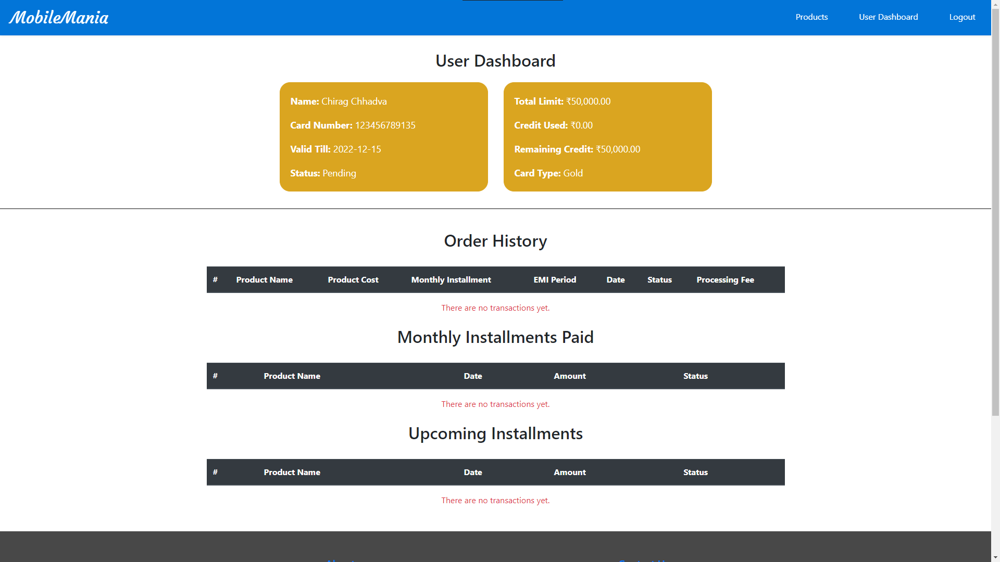 MobileMania
Products
User Dashboard
Logout
User Dashboard
Name: Chirag Chhadva
Card Number: 123456789135
Valid Till: 2022-12-15
Status: Pending
Total Limit: ₹50,000.00
Credit Used: ₹0.00
Remaining Credit: ₹50,000.00
Card Type: Gold
Order History
# Product Name Product Cost Monthly Installment EMI Period Date Status Processing Fee
There are no transactions yet.
Monthly Installments Paid
# Product Name Date Amount Status
There are no transactions yet.
Upcoming Installments
# Product Name Date Amount Status
There are no transactions yet.